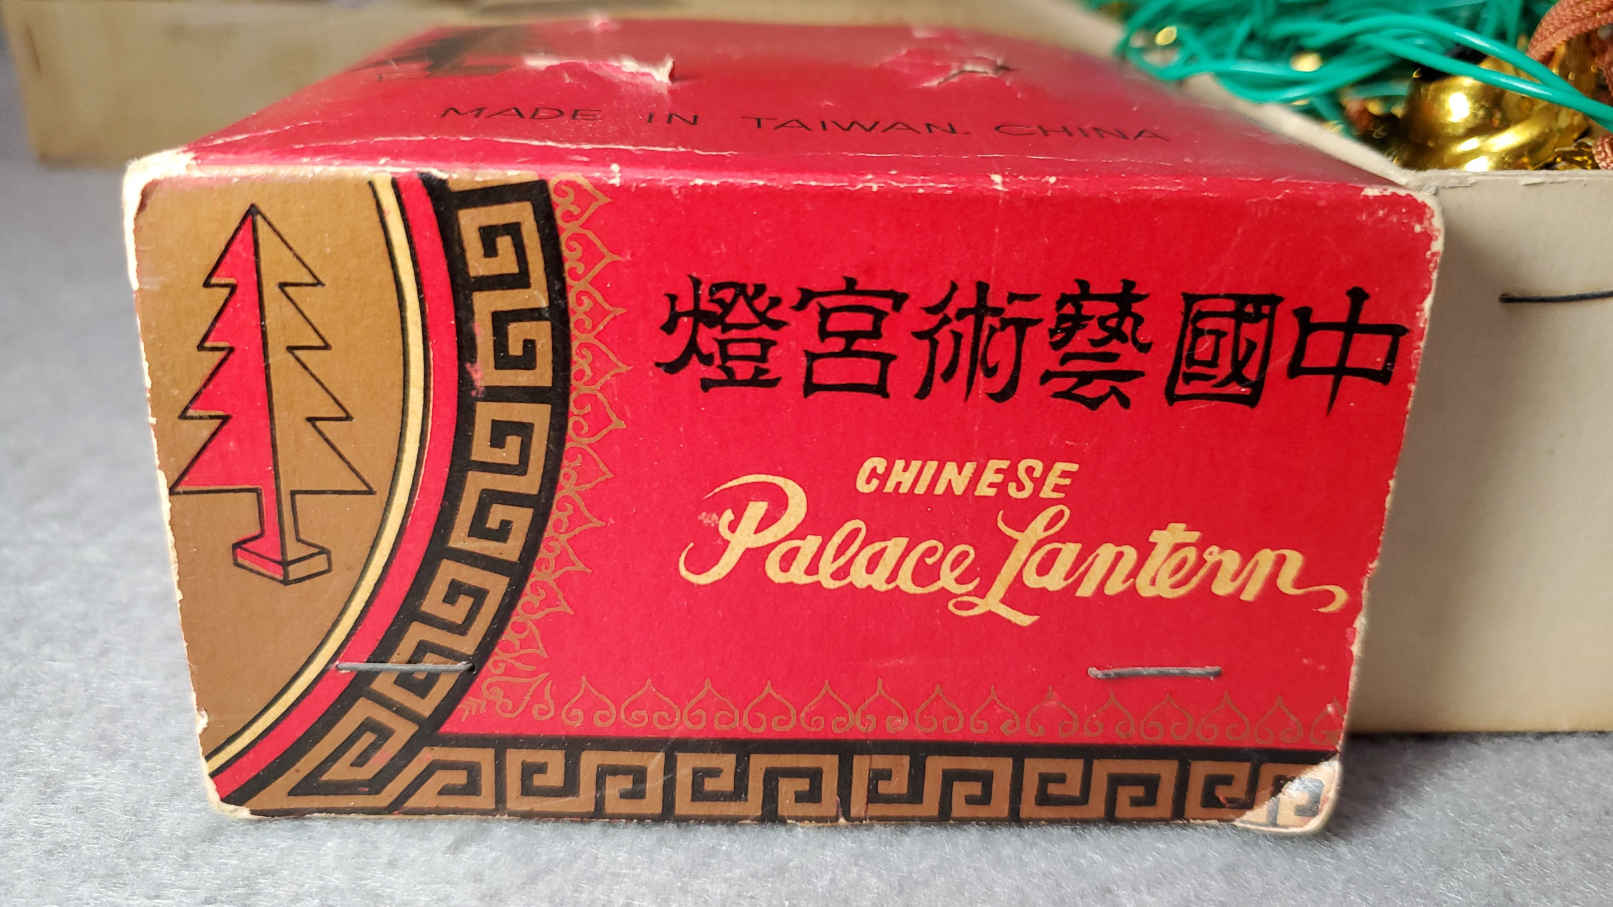 MADE IN TAIWAN. CHINA
中國藝術宮燈
CHINESE
Palace Lantern